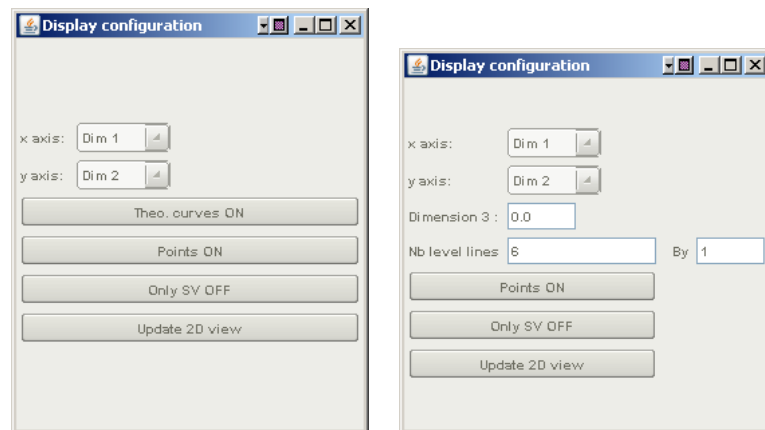 Display configuration
x axis: Dim 1
y axis: Dim 2
Theo. curves ON
Points ON
Only SV OFF
Update 2D view
Display configuration
x axis: Dim 1
y axis: Dim 2
Dimension 3 : 0.0
Nb level lines 6 By 1
Points ON
Only SV OFF
Update 2D view